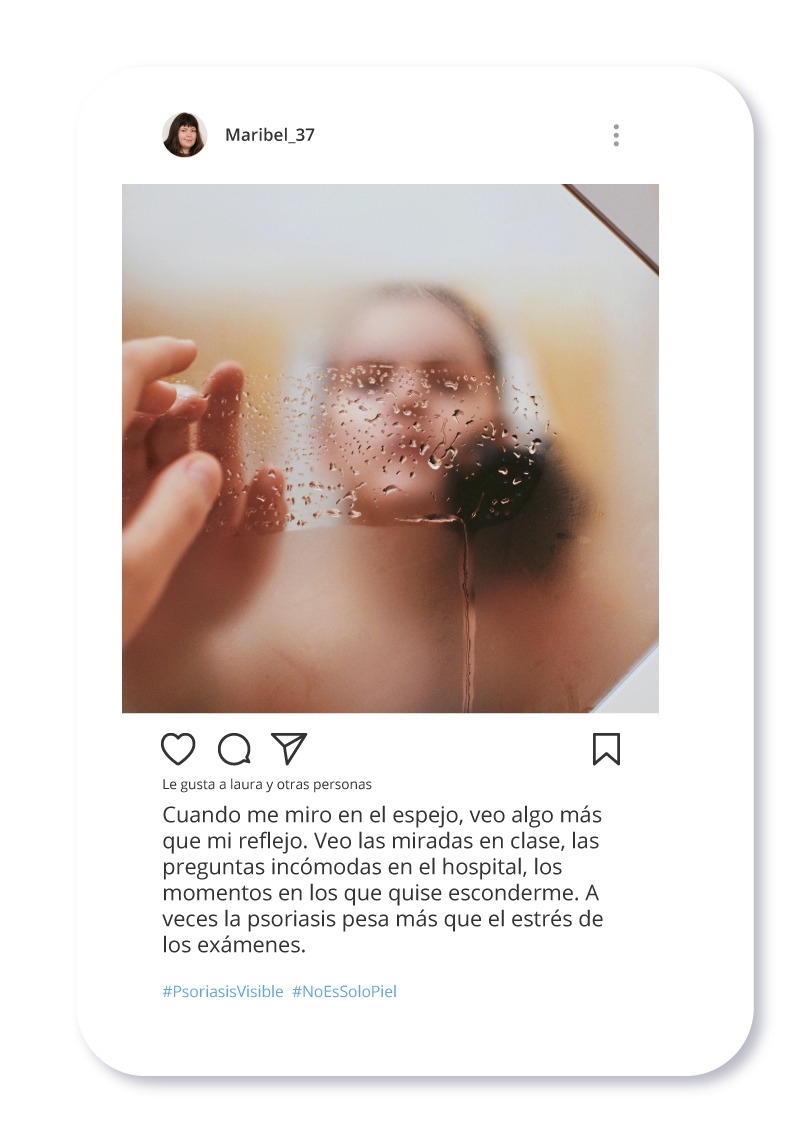 Maribel_37
Le gusta a laura y otras personas
Cuando me miro en el espejo, veo algo más
que mi reflejo. Veo las miradas en clase, las
preguntas incómodas en el hospital, los
momentos en los que quise esconderme. A
veces la psoriasis pesa más que el estrés de
los exámenes.
#PsoriasisVisible #NoEsSoloPiel